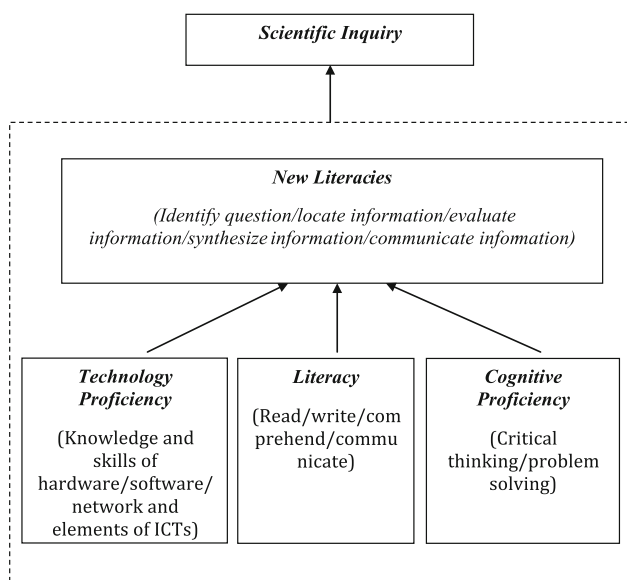 Scientific Inquiry
New Literacies
(Identify question/locate information/evaluate
information/synthesize information/communicate information)
Technology
Proficiency
(Knowledge and
skills of
hardware/software/
network and
elements of ICTs)
Literacy
(Read/write/com
prehend/commu
nicate)
Cognitive
Proficiency
(Critical
thinking/problem
solving)